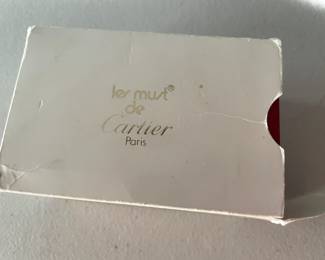 les must®
de
Cartier
Paris